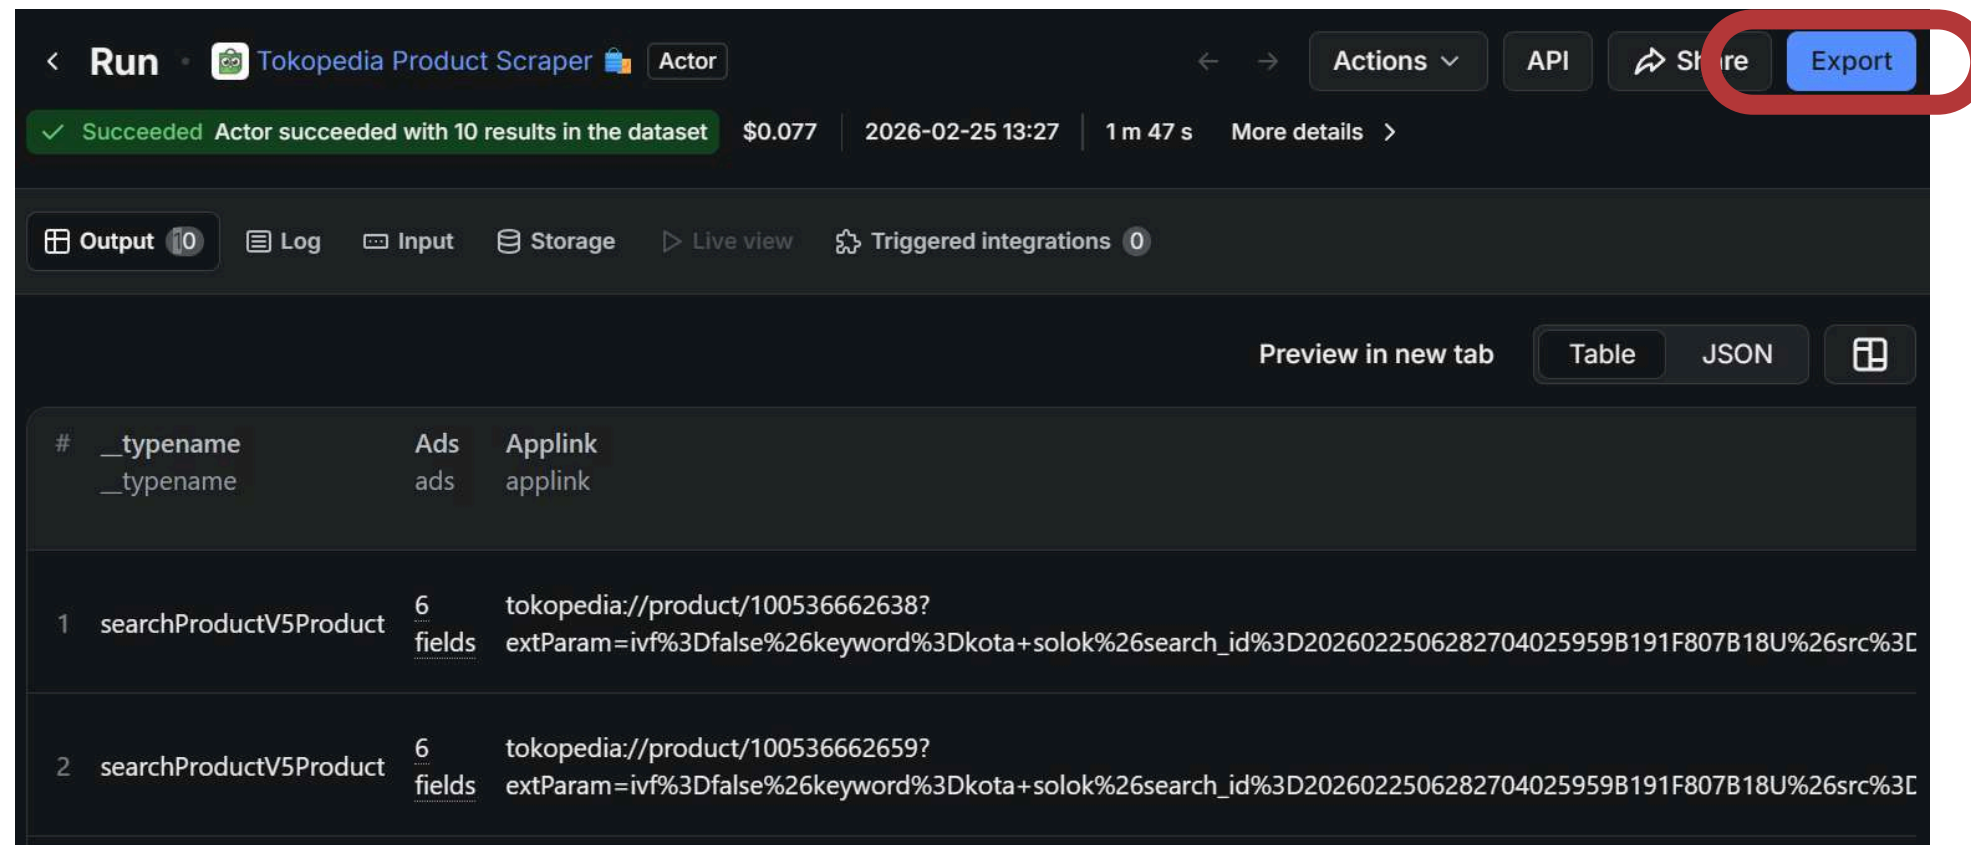 Run Tokopedia Product Scraper Actor Actions API Share Export
Succeeded Actor succeeded with 10 results in the dataset $0.077 2026-02-25 13:27 1 m 47 s More details
Output 10 Log Input Storage Live view Triggered integrations 0
Preview in new tab Table JSON
# __typename Ads Applink
__typename ads applink
1 searchProductV5Product 6 fields tokopedia://product/100536662638?
extParam=ivf%3Dfalse%26keyword%3Dkota+solok%26search_id%3D2026022506282704025959B191F807B18U%26src%3D
2 searchProductV5Product 6 fields tokopedia://product/100536662659?
extParam=ivf%3Dfalse%26keyword%3Dkota+solok%26search_id%3D2026022506282704025959B191F807B18U%26src%3D